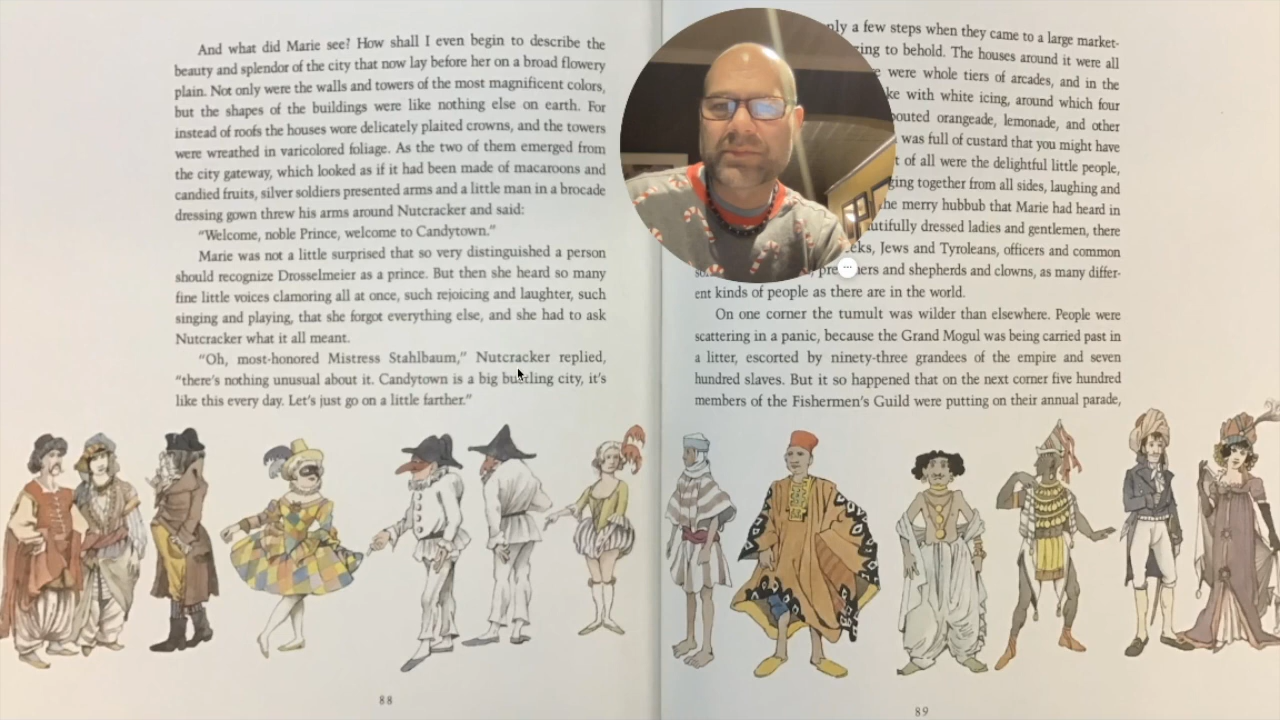 And what did Marie see? How shall I even begin to describe the
beauty and splendor of the city that now lay before her on a broad flowery
plain. Not only were the walls and towers of the most magnificent colors,
but the shapes of the buildings were like nothing else on earth. For
instead of roofs the houses wore delicately plaited crowns, and the towers
were wreathed in varicolored foliage. As the two of them emerged from
the city gateway, which looked as if it had been made of macaroons and
candied fruits, silver soldiers presented arms and a little man in a brocade
dressing gown threw his arms around Nutcracker and said:
“Welcome, noble Prince, welcome to Candytown.”
Marie was not a little surprised that so very distinguished a person
should recognize Drosselmeier as a prince. But then she heard so many
fine little voices clamoring all at once, such rejoicing and laughter, such
singing and playing, that she forgot everything else, and she had to ask
Nutcracker what it all meant.
“Oh, most-honored Mistress Stahlbaum,” Nutcracker replied,
“there’s nothing unusual about it. Candytown is a big bustling city, it’s
like this every day. Let’s just go on a little farther.”
88
a few steps when they came to a large market-
to behold. The houses around it were all
were whole tiers of arcades, and in the
with white icing, around which four
orangeade, lemonade, and other
was full of custard that you might have
of all were the delightful little people,
together from all sides, laughing and
the merry hubbub that Marie had heard in
dressed ladies and gentlemen, there
Jews and Tyroleans, officers and common
and shepherds and clowns, as many differ-
ent kinds of people as there are in the world.
On one corner the tumult was wilder than elsewhere. People were
scattering in a panic, because the Grand Mogul was being carried past in
a litter, escorted by ninety-three grandees of the empire and seven
hundred slaves. But it so happened that on the next corner five hundred
members of the Fishermen’s Guild were putting on their annual parade,
89